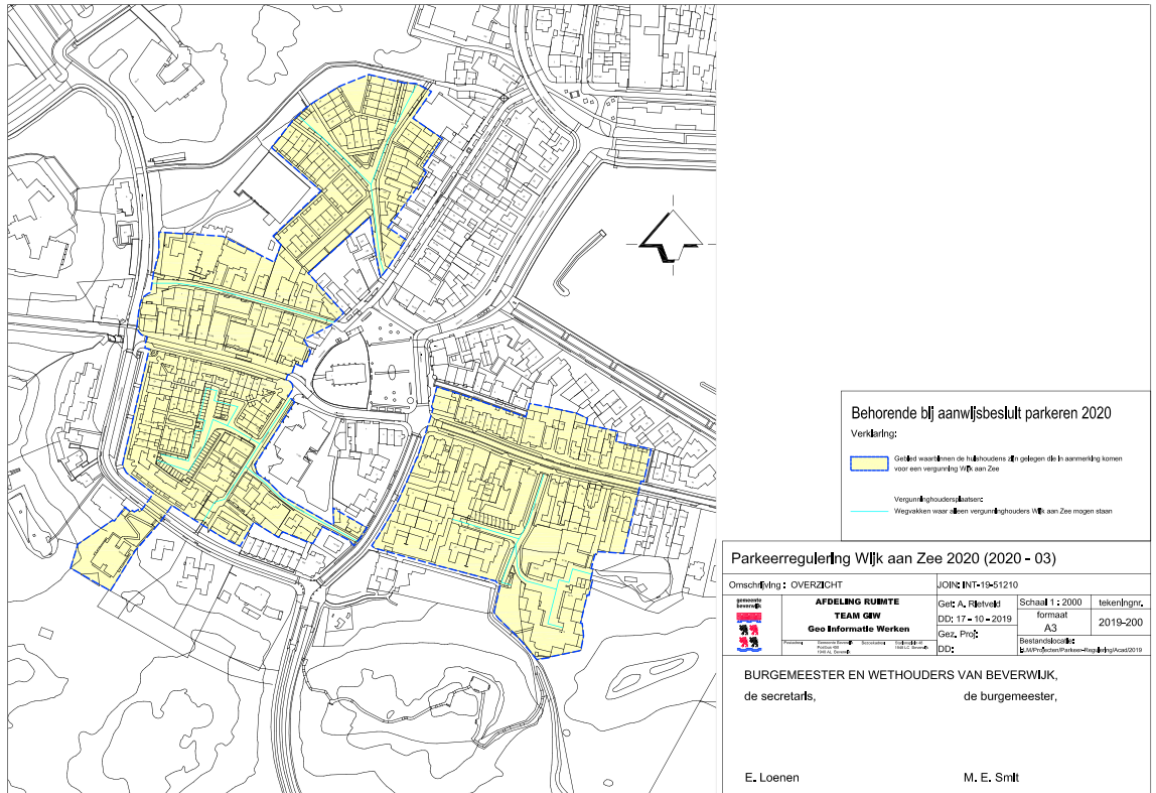 Behorende bij aanwijsbesluit parkeren 2020
Verklaring:
Gebied waarbinnen de huishoudens zijn gelegen die in aanmerking komen
voor een vergunning Wijk aan Zee
Vergunninghoudersplaatsen:
Wegvakken waar alleen vergunninghouders Wijk aan Zee mogen staan
Parkeerregulering Wijk aan Zee 2020 (2020 - 03)
Omschrijving : OVERZICHT
JOIN: INT-19-51210
gemeente
beverwijk
AFDELING RUIMTE
TEAM GIW
Geo Informatie Werken
Get: A. Rietveld
DD: 17 - 10 - 2019
Gez. Proj:
DD:
Schaal 1 : 2000
formaat
A3
tekeningnr.
2019-200
Bestandslocatie:
BURGEMEESTER EN WETHOUDERS VAN BEVERWIJK,
de secretaris,
de burgemeester,
E. Loenen
M. E. Smit